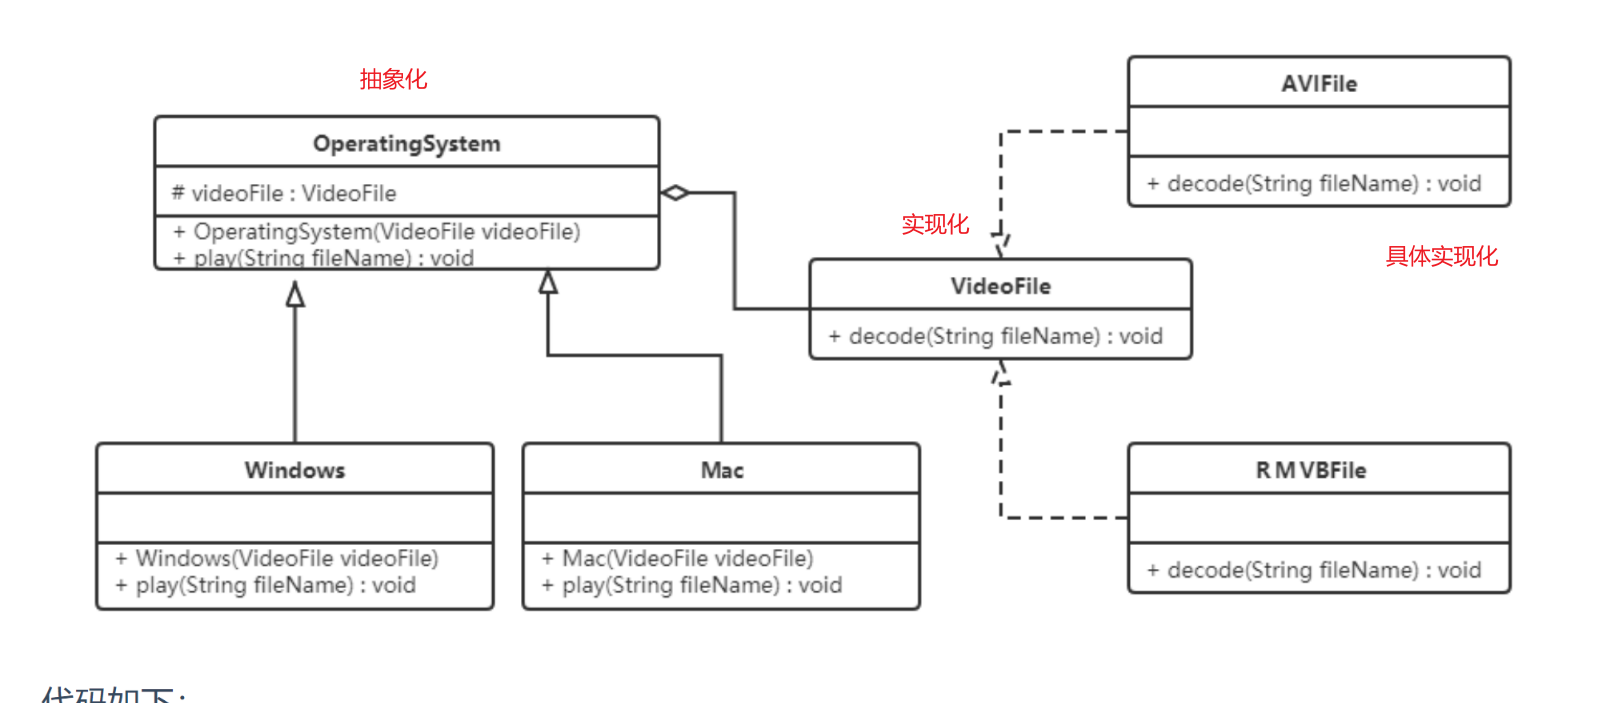 抽象化
OperatingSystem
# videoFile : VideoFile
+ OperatingSystem(VideoFile videoFile)
+ play(String fileName) : void
Windows
+ Windows(VideoFile videoFile)
+ play(String fileName) : void
Mac
+ Mac(VideoFile videoFile)
+ play(String fileName) : void
实现化
VideoFile
+ decode(String fileName) : void
AVIFile
+ decode(String fileName) : void
具体实现化
RMVBFile
+ decode(String fileName) : void
代码如下：